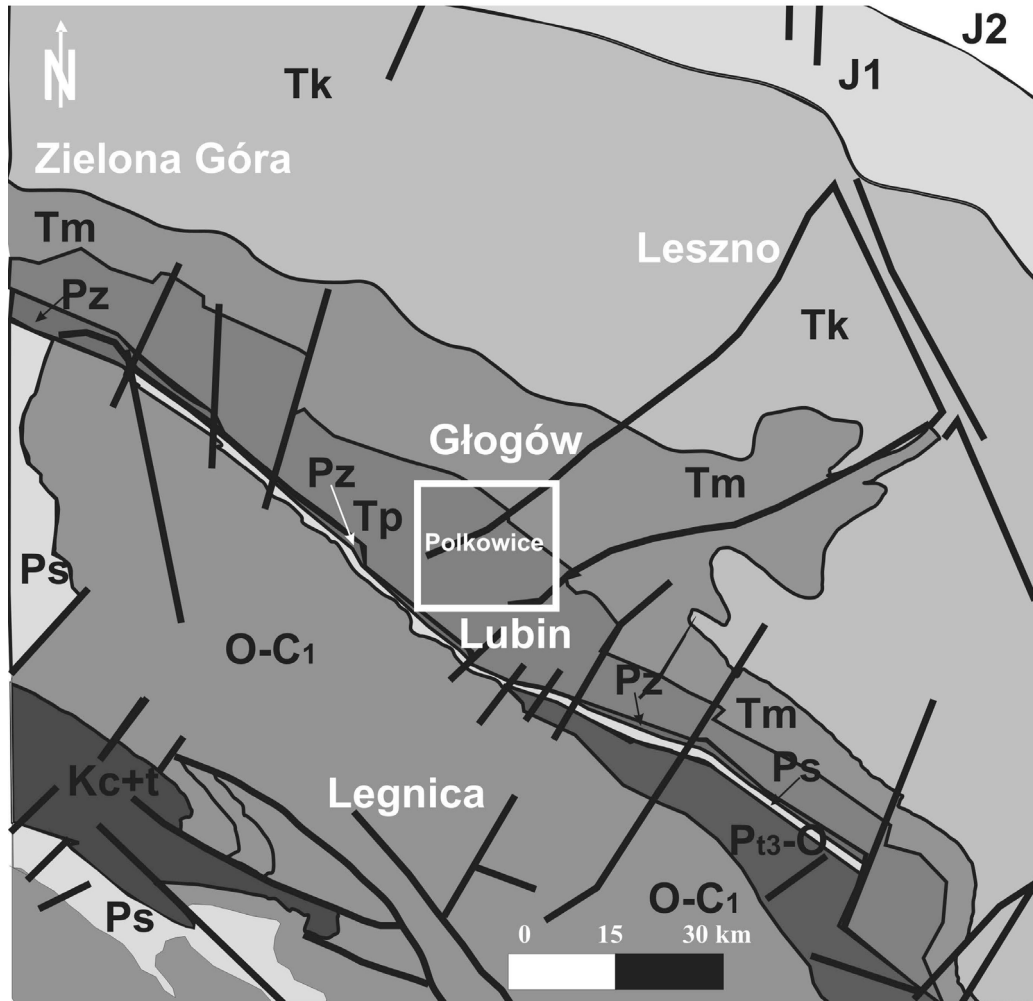 J2
N
Tk
J1
Zielona Góra
Tm
Leszno
Pz
Tk
Głogów
Pz
Tm
Tp
Polkowice
Ps
Lubin
O-C1
Pz
Tm
Ps
Kc+t
Legnica
Pt3-O
O-C1
Ps
0 15 30 km